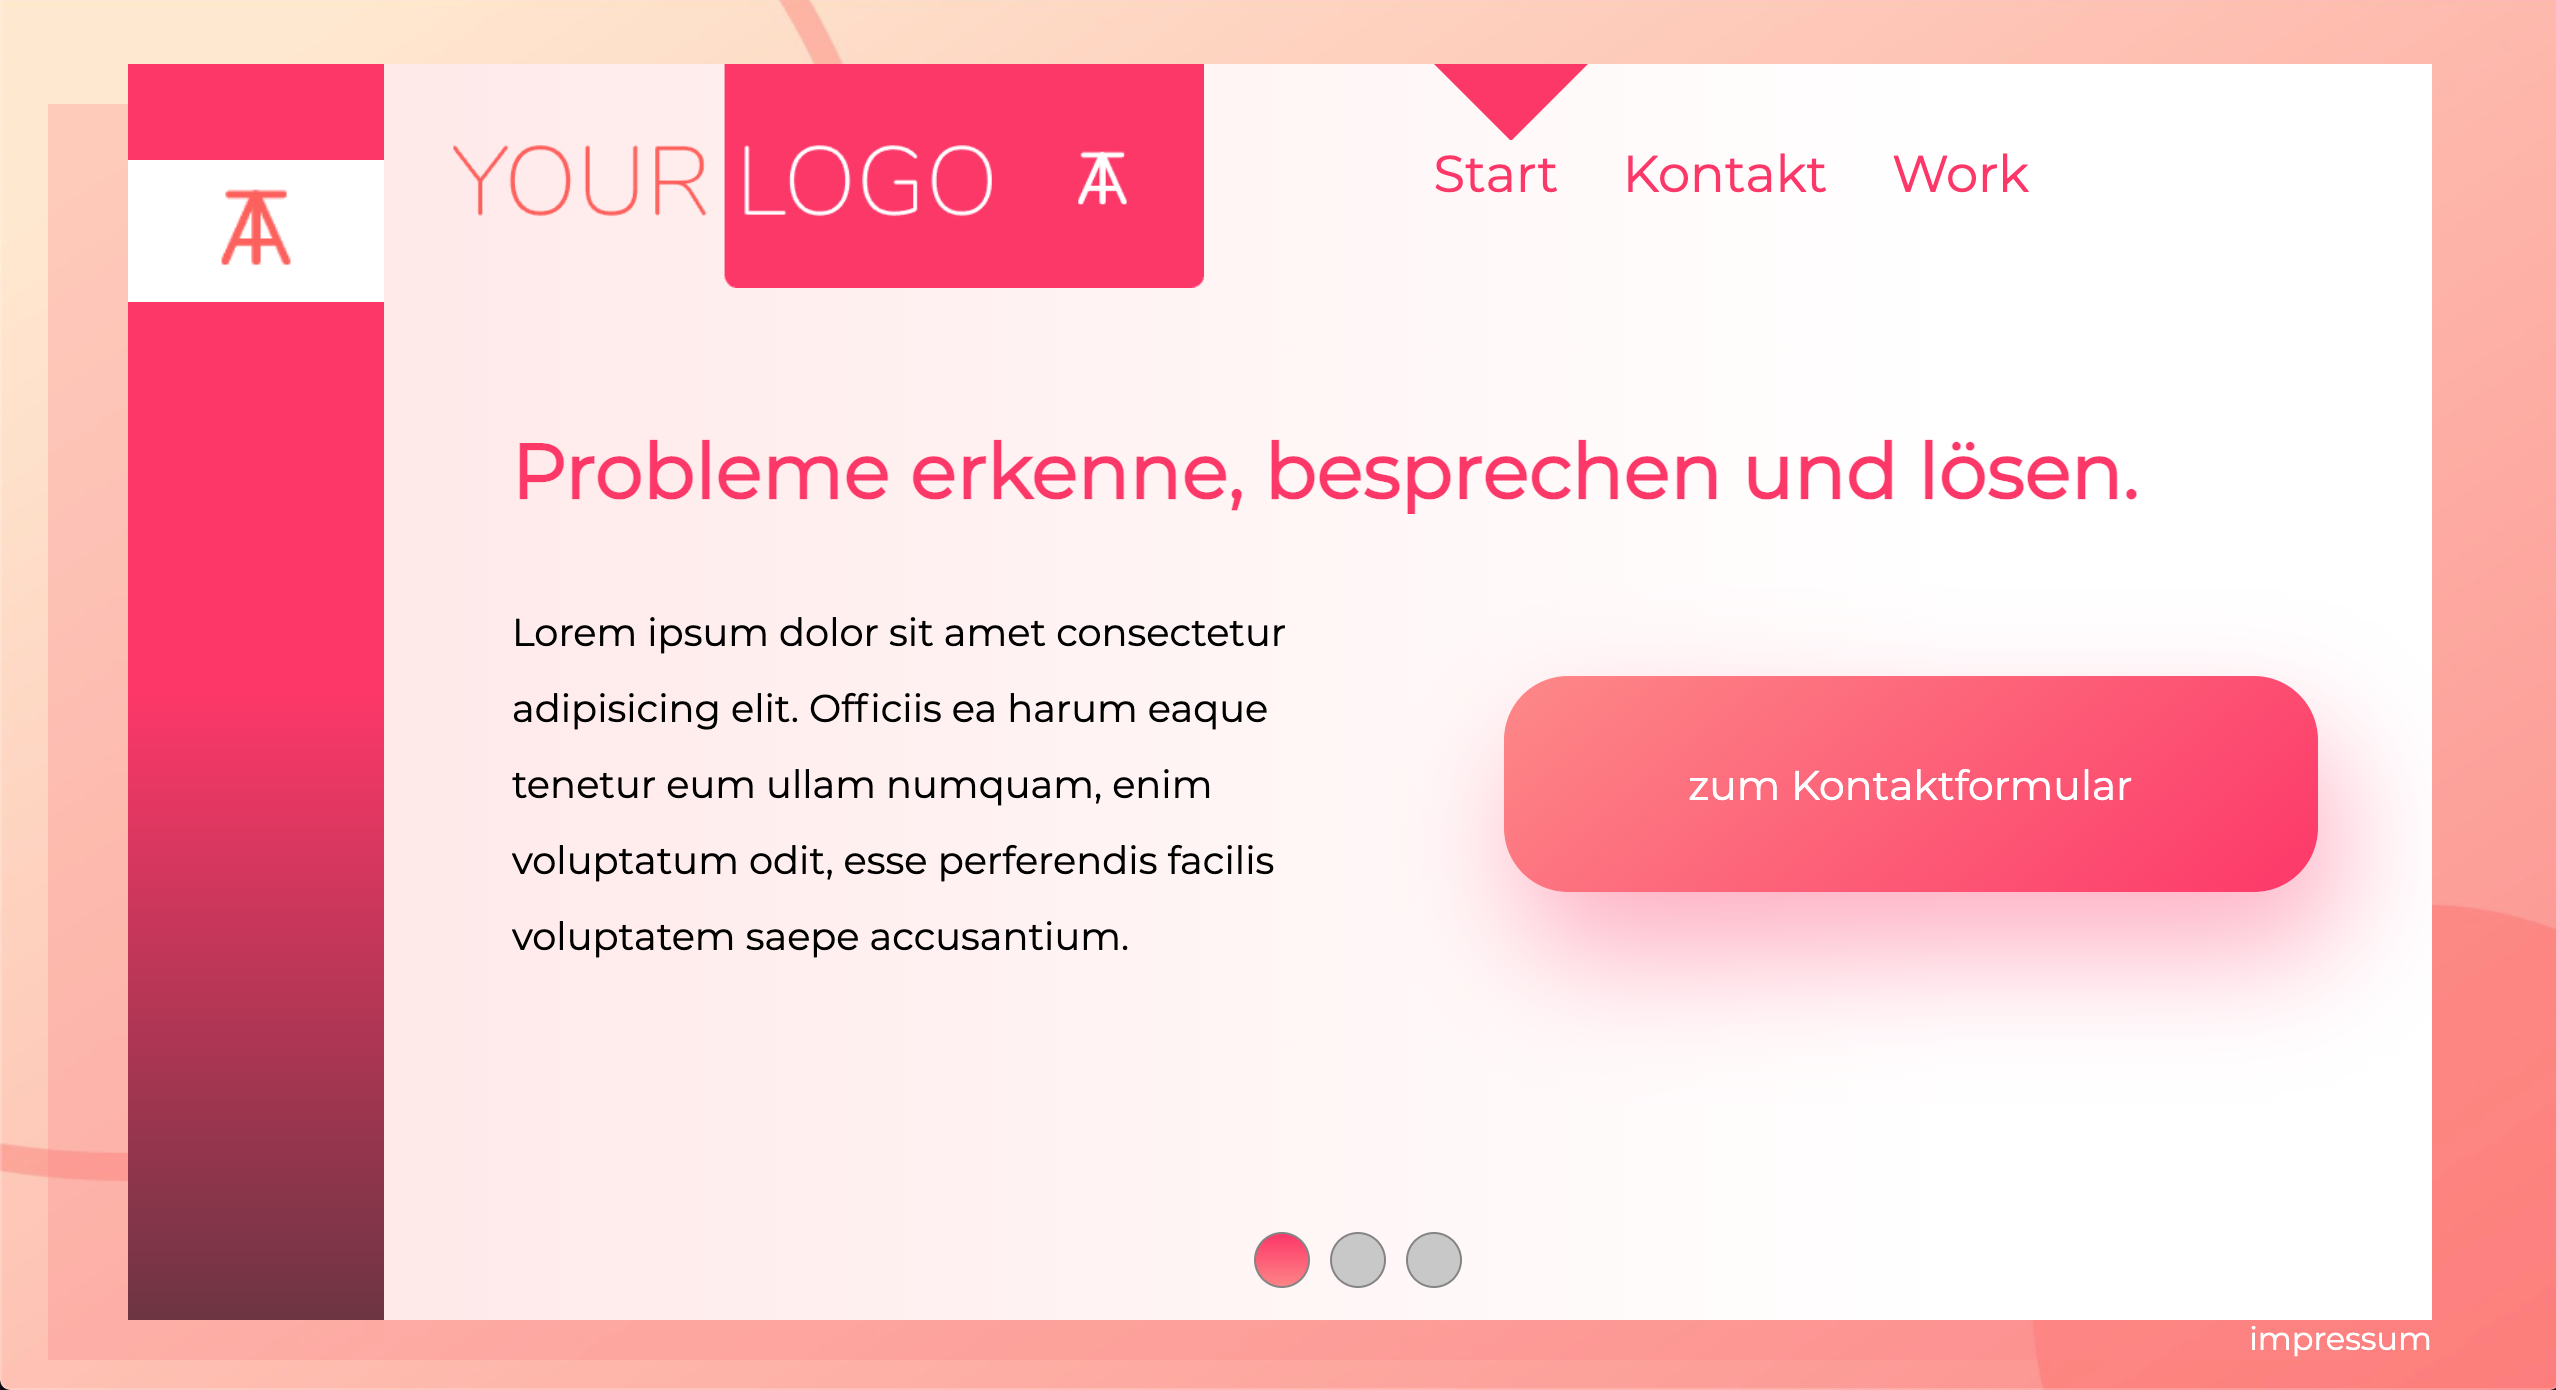 YOUR LOGO
Start Kontakt Work
Probleme erkenne, besprechen und lösen.
Lorem ipsum dolor sit amet consectetur
adipisicing elit. Officiis ea harum eaque
tenetur eum ullam numquam, enim
voluptatum odit, esse perferendis facilis
voluptatem saepe accusantium.
zum Kontaktformular
impressum